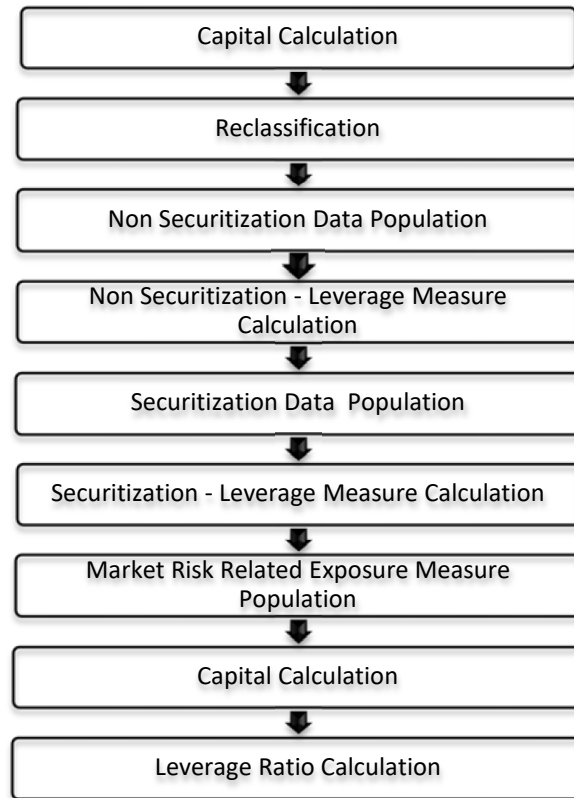 Capital Calculation
Reclassification
Non Securitization Data Population
Non Securitization - Leverage Measure
Calculation
Securitization Data Population
Securitization - Leverage Measure Calculation
Market Risk Related Exposure Measure
Population
Capital Calculation
Leverage Ratio Calculation